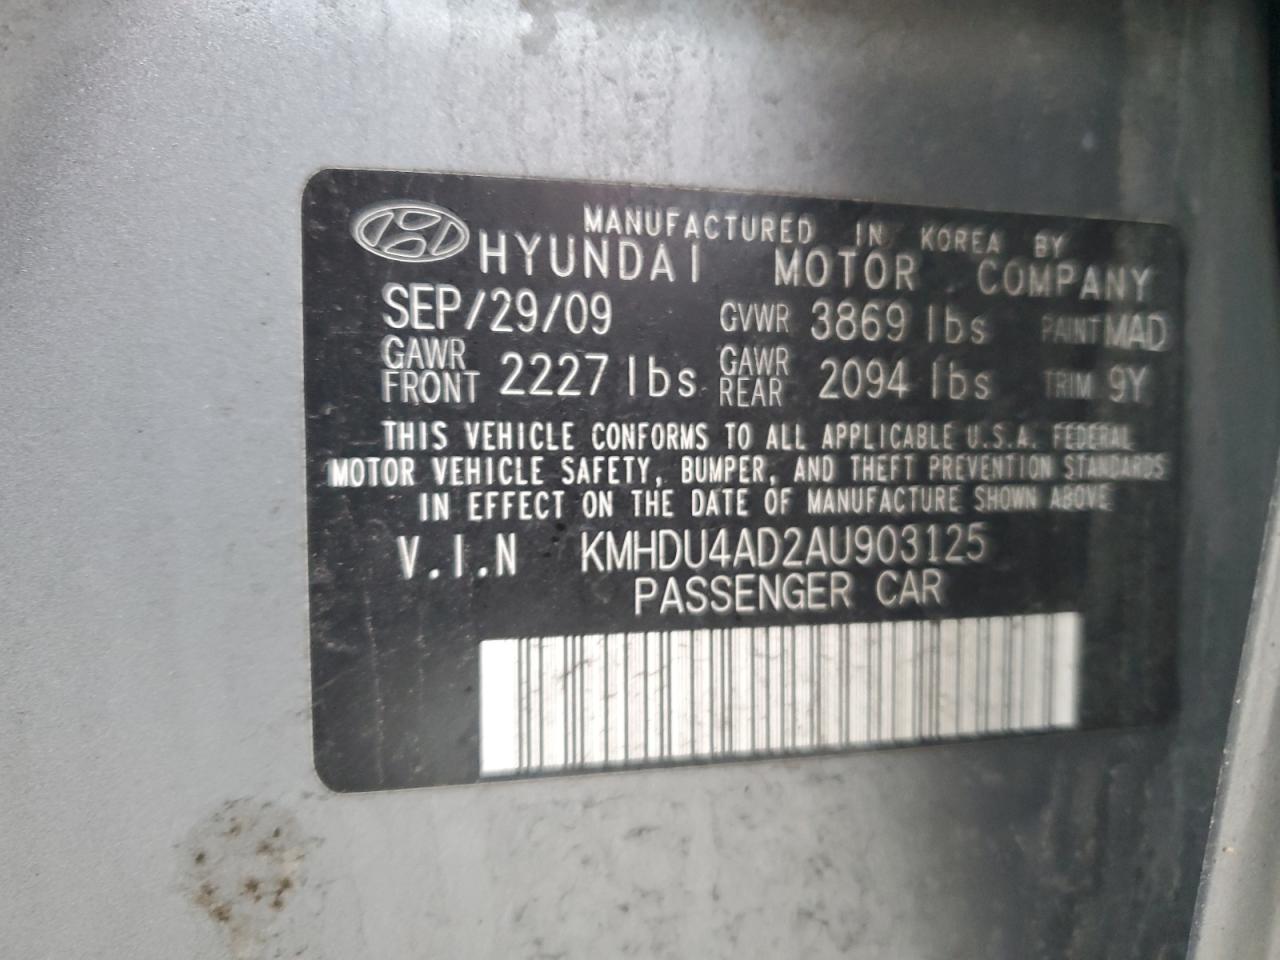 MANUFACTURED IN KOREA BY
HYUNDAI MOTOR COMPANY
SEP/29/09 GVWR 3869 lbs PAINT MAD
GAWR FRONT 2227 lbs GAWR REAR 2094 lbs TRIM 9Y
THIS VEHICLE CONFORMS TO ALL APPLICABLE U.S.A. FEDERAL
MOTOR VEHICLE SAFETY, BUMPER, AND THEFT PREVENTION STANDARDS
IN EFFECT ON THE DATE OF MANUFACTURE SHOWN ABOVE
V.I.N KMHDU4AD2AU903125
PASSENGER CAR